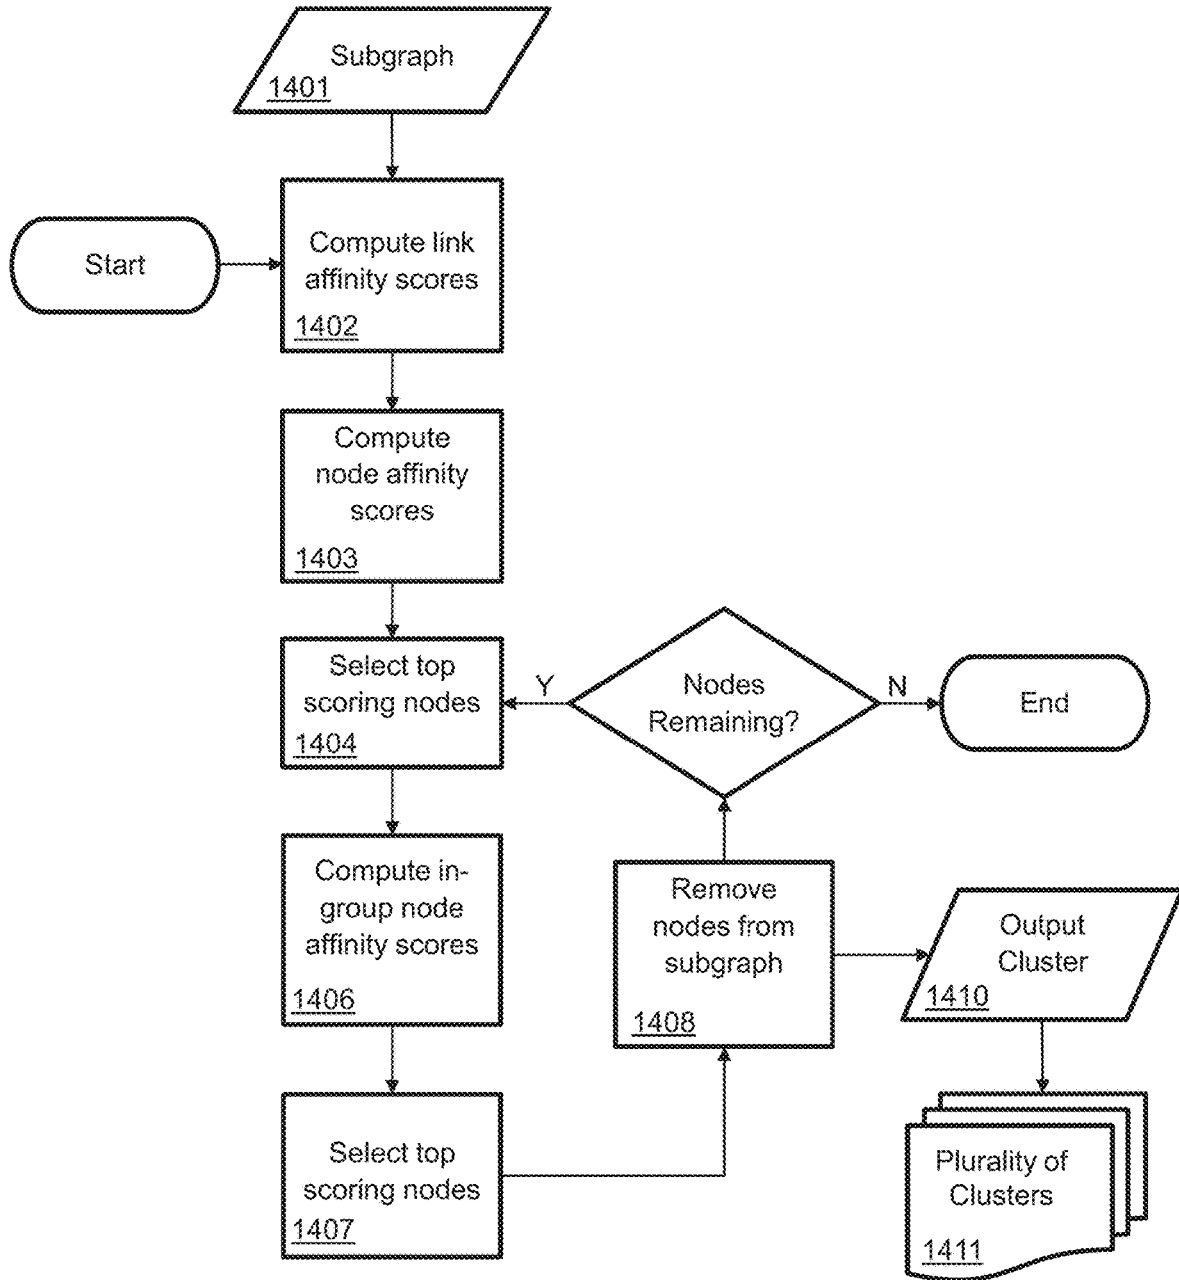 Subgraph
1401
Start
Compute link
affinity scores
1402
Compute
node affinity
scores
1403
Select top
scoring nodes
1404
Y
Nodes
Remaining?
N
End
Compute in-
group node
affinity scores
1406
Remove
nodes from
subgraph
1408
Output
Cluster
1410
Select top
scoring nodes
1407
Plurality of
Clusters
1411